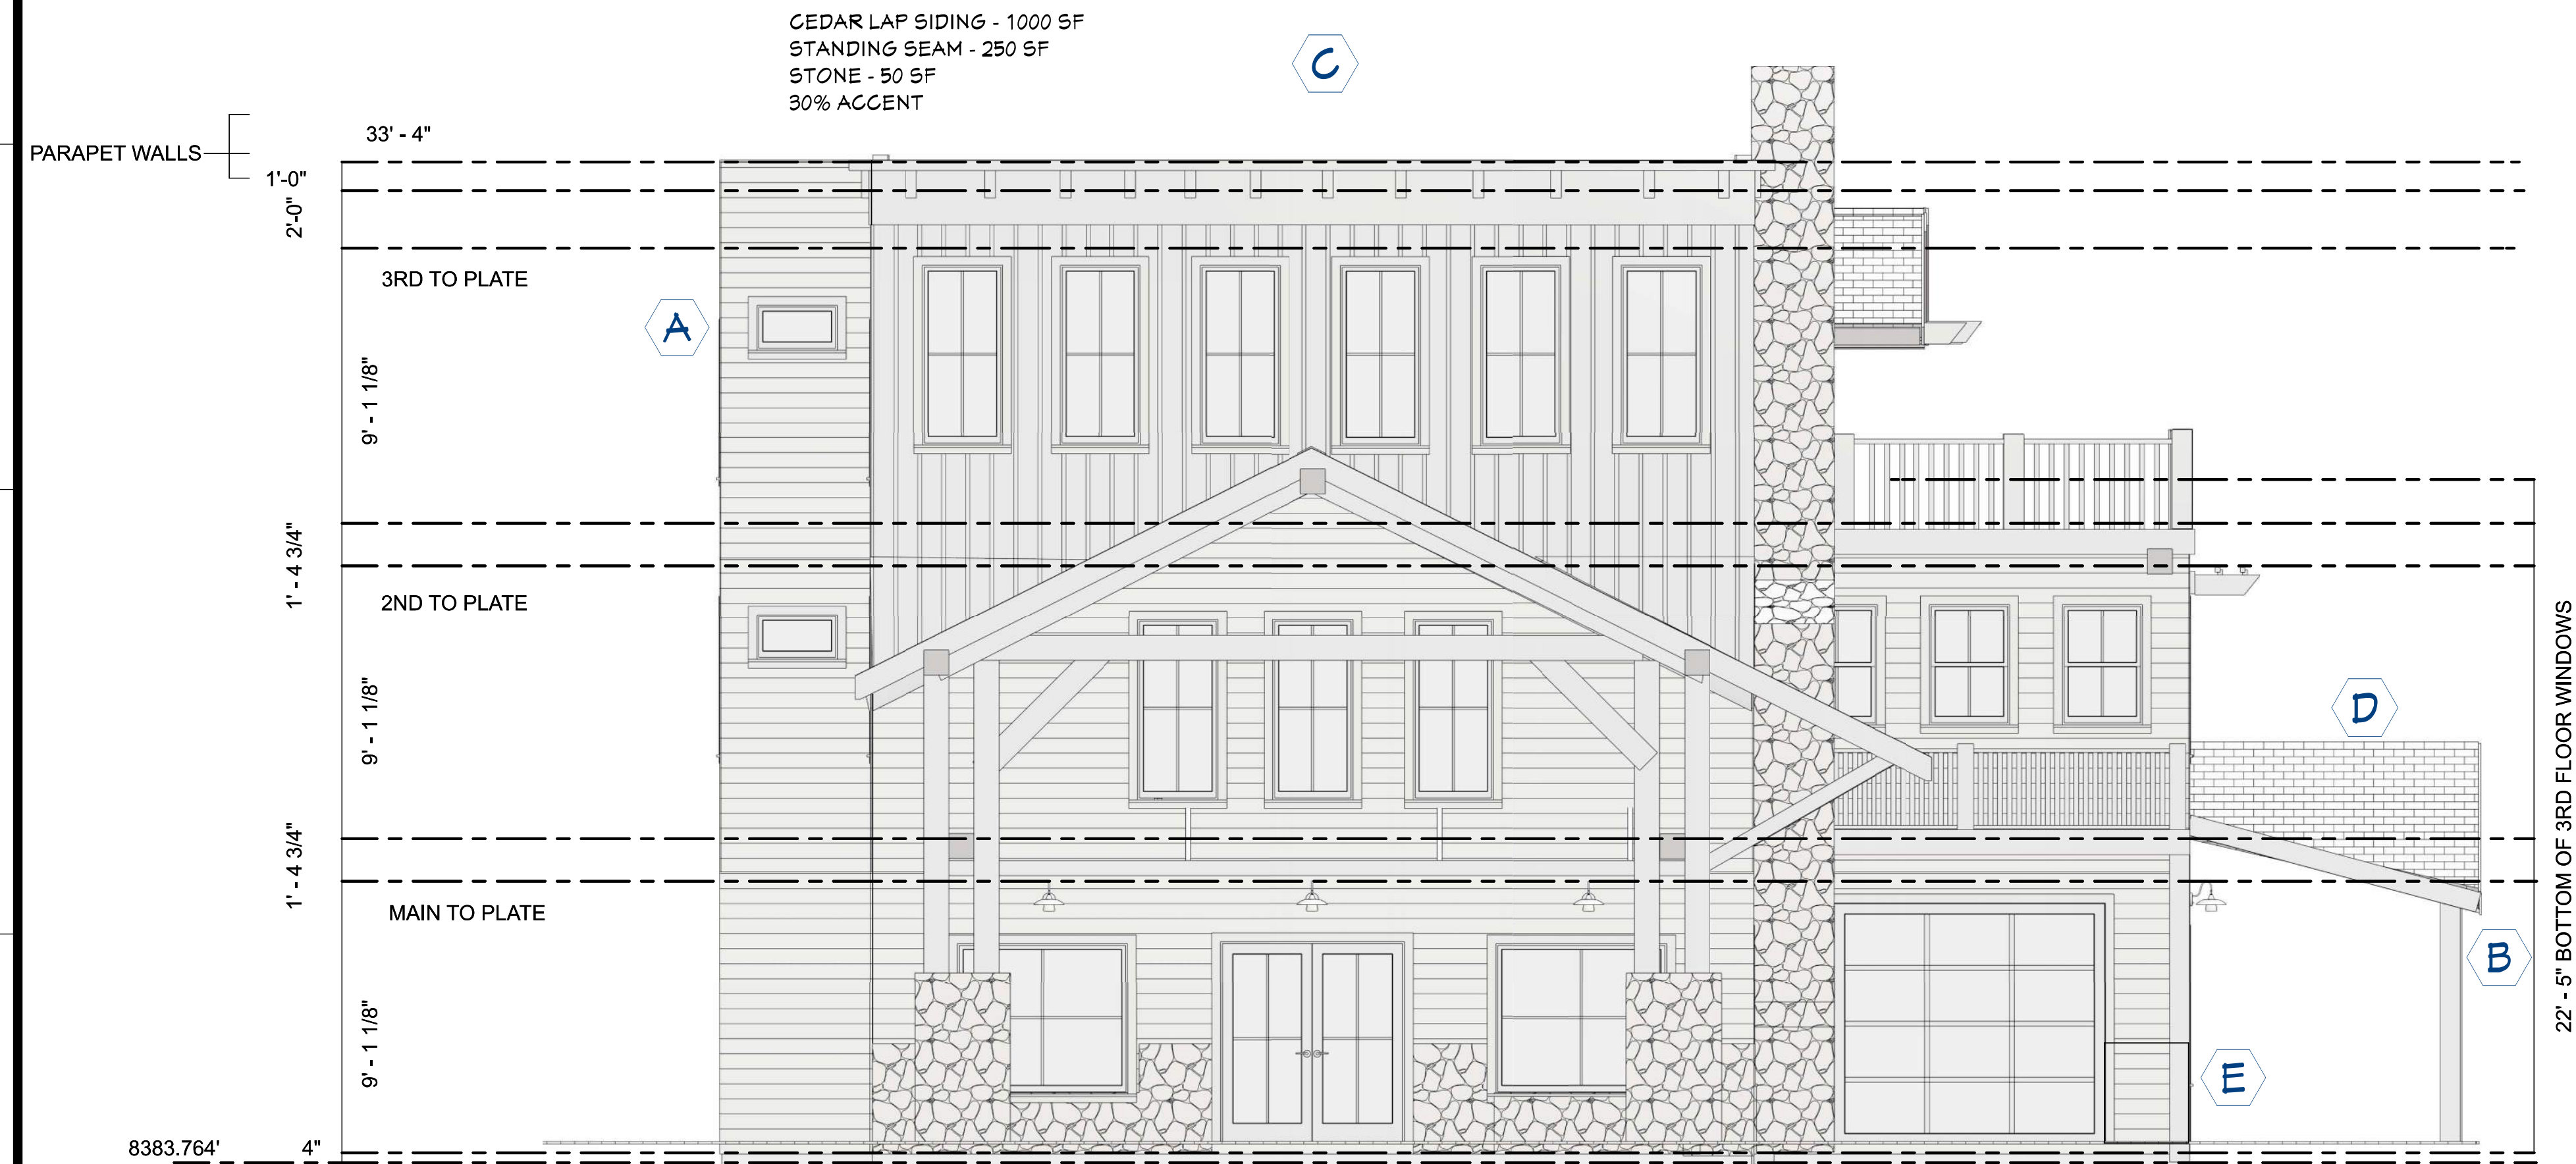 CEDAR LAP SIDING - 1000 SF
STANDING SEAM - 250 SF
STONE - 50 SF
30% ACCENT
C
33' - 4"
PARAPET WALLS
1'-0"
2'-0"
3RD TO PLATE
A
9' - 1 1/8"
1' - 4 3/4"
2ND TO PLATE
9' - 1 1/8"
D
22' - 5" BOTTOM OF 3RD FLOOR WINDOWS
1' - 4 3/4"
MAIN TO PLATE
B
9' - 1 1/8"
E
8383.764'
4"